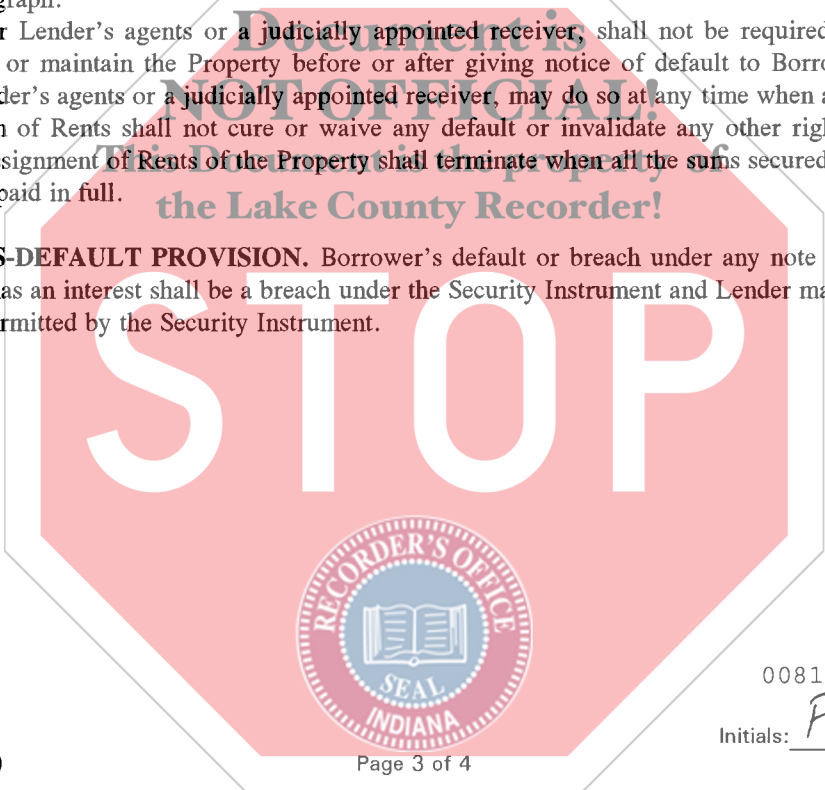 graph.
r Lender's agents or a judicially appointed receiver, shall not be required
or maintain the Property before or after giving notice of default to Borro
der's agents or a judicially appointed receiver, may do so at any time when a
n of Rents shall not cure or waive any default or invalidate any other righ
signment of Rents of the Property shall terminate when all the sums secured
paid in full.
Document is
NOT OFFICIAL!
This Document is the property of
the Lake County Recorder!
S-DEFAULT PROVISION. Borrower's default or breach under any note
as an interest shall be a breach under the Security Instrument and Lender ma
rmitted by the Security Instrument.
STOP
RECORDER'S OFFICE
SEAL
INDIANA
0081
Initials:
Page 3 of 4